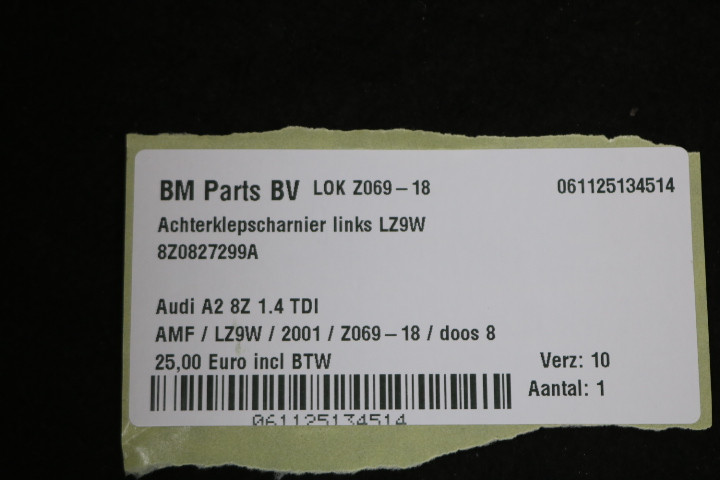 BM Parts BV LOK Z069-18 061125134514
Achterklepscharnier links LZ9W
8Z0827299A
Audi A2 8Z 1.4 TDI
AMF / LZ9W / 2001 / Z069-18 / doos 8
25,00 Euro incl BTW Verz: 10
Aantal: 1
061125134514